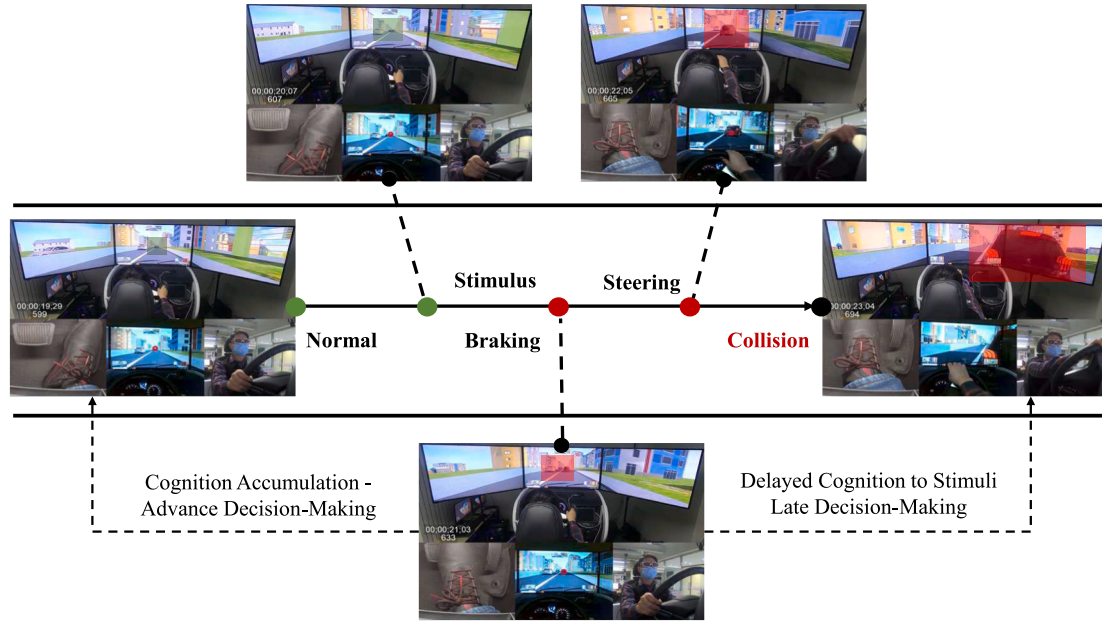 00;00;20,07
607
00;00;22,05
665
00;00;19,29
599
Stimulus
Steering
00;00;23,04
694
Normal
Braking
Collision
Cognition Accumulation -
Advance Decision-Making
00;00;21,03
633
Delayed Cognition to Stimuli
Late Decision-Making